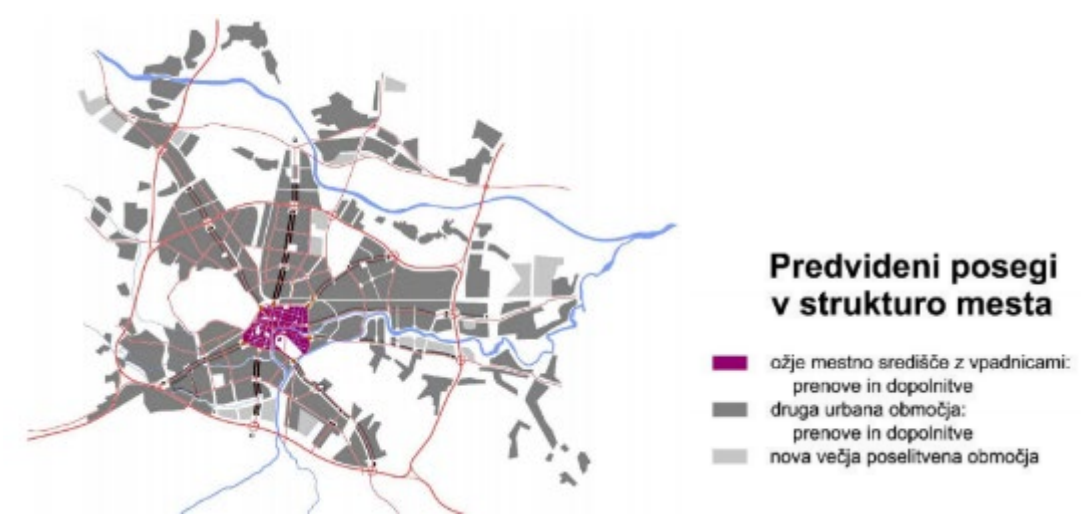 Predvideni posegi
v strukturo mesta
ožje mestno središče z vpadnicami:
prenove in dopolnitve
druga urbana območja:
prenove in dopolnitve
nova večja poselitvena območja